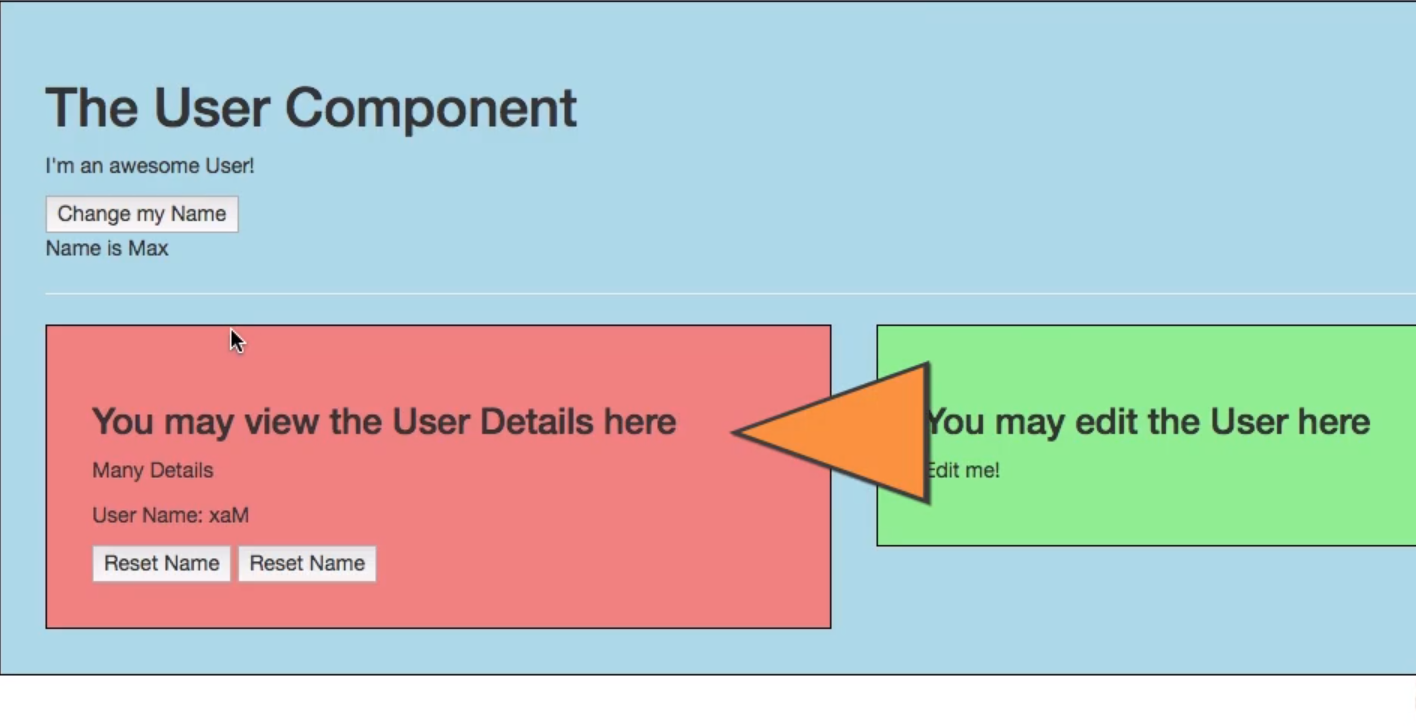 The User Component
I'm an awesome User!
Change my Name
Name is Max
You may view the User Details here
Many Details
User Name: xaM
Reset Name Reset Name
You may edit the User here
Edit me!